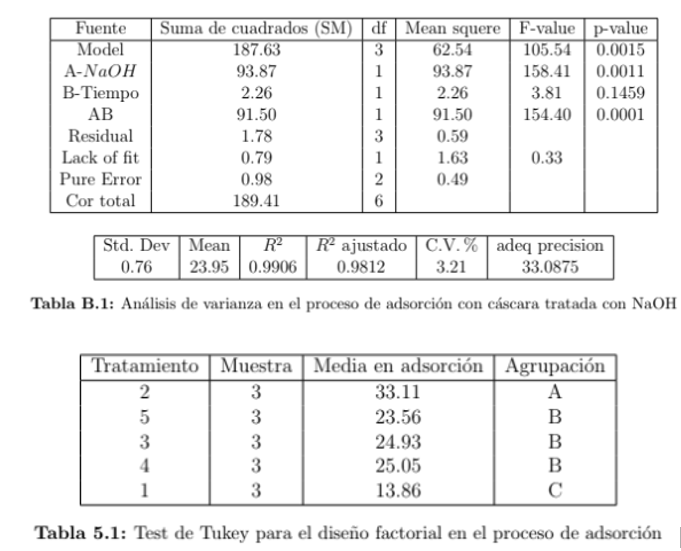 Fuente Suma de cuadrados (SM) df Mean squere F-value p-value
Model 187.63 3 62.54 105.54 0.0015
A-NaOH 93.87 1 93.87 158.41 0.0011
B-Tiempo 2.26 1 2.26 3.81 0.1459
AB 91.50 1 91.50 154.40 0.0001
Residual 1.78 3 0.59
Lack of fit 0.79 1 1.63 0.33
Pure Error 0.98 2 0.49
Cor total 189.41 6
Std. Dev Mean R² R² ajustado C.V. % adeq precision
0.76 23.95 0.9906 0.9812 3.21 33.0875
Tabla B.1: Análisis de varianza en el proceso de adsorción con cáscara tratada con NaOH
Tratamiento Muestra Media en adsorción Agrupación
2 3 33.11 A
5 3 23.56 B
3 3 24.93 B
4 3 25.05 B
1 3 13.86 C
Tabla 5.1: Test de Tukey para el diseño factorial en el proceso de adsorción